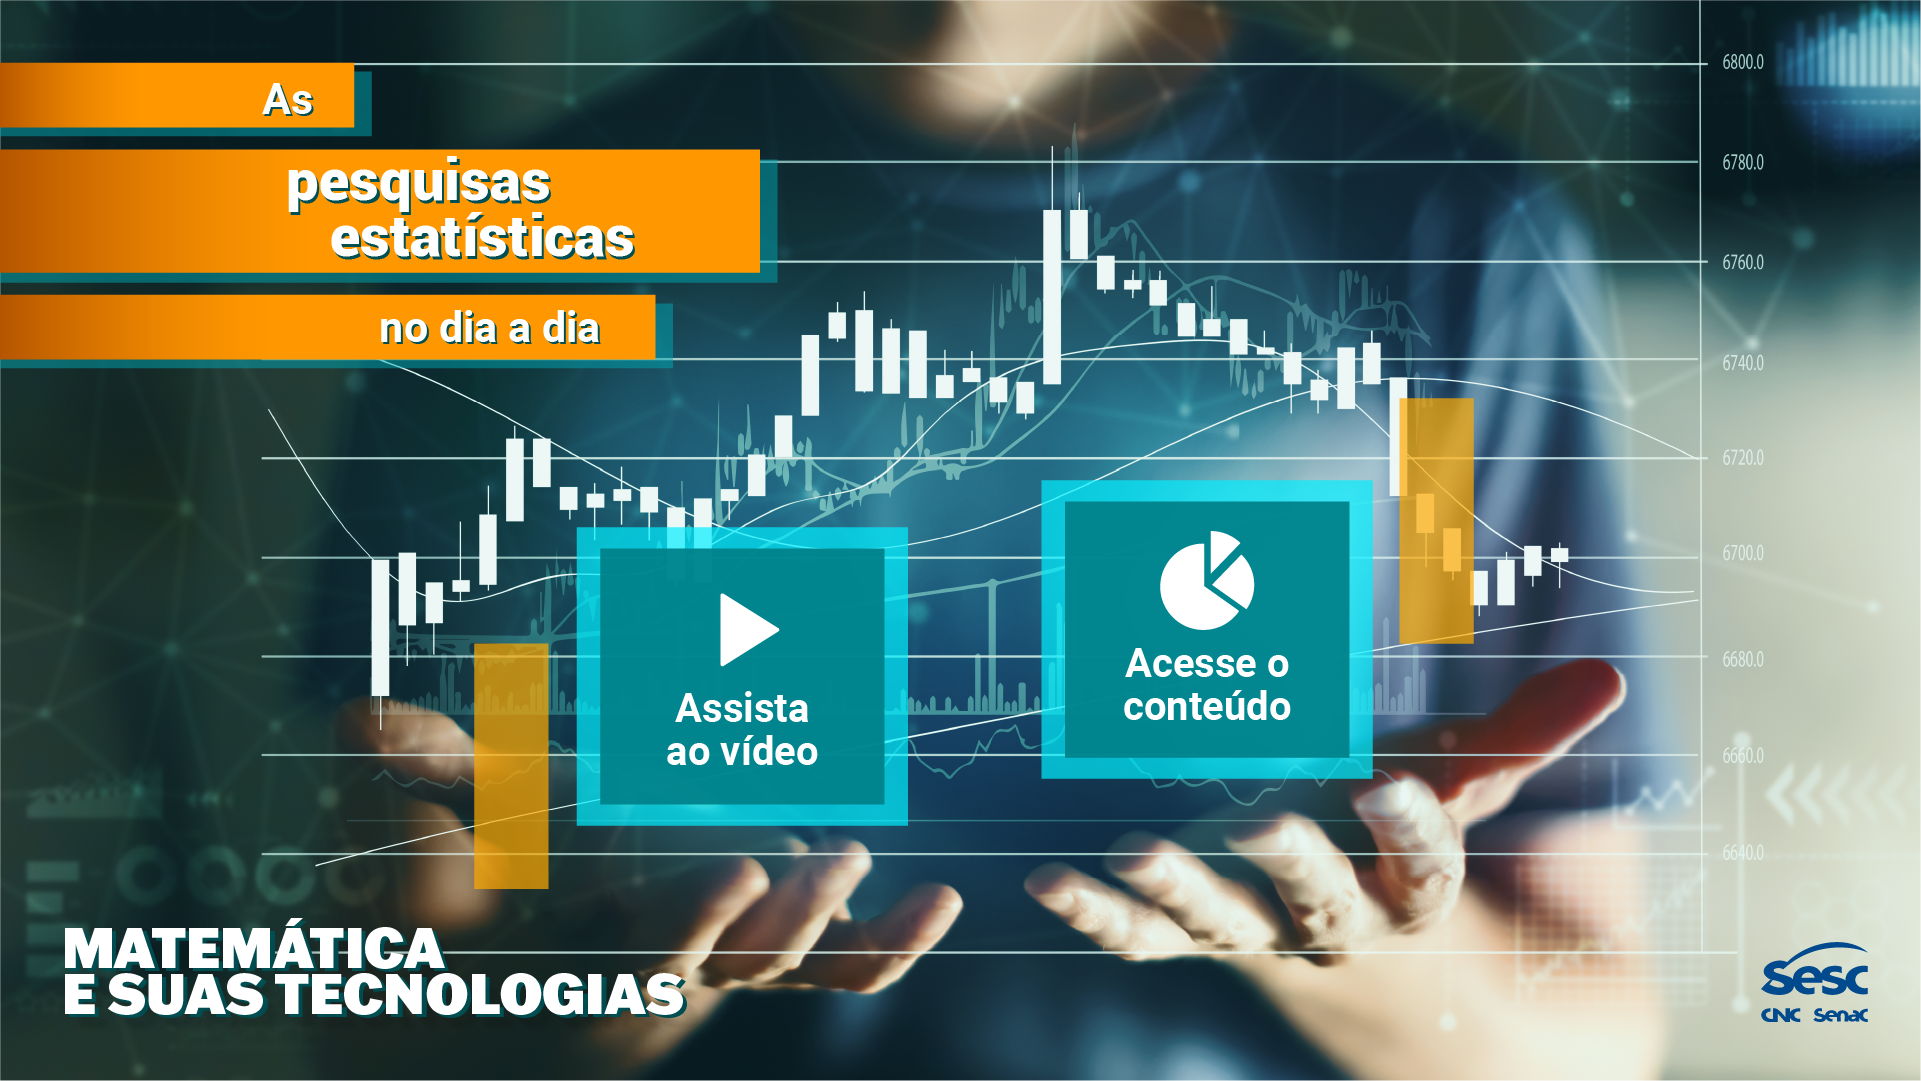 As
pesquisas
estatísticas
no dia a dia
6800.0
6780.0
6760.0
6740.0
6720.0
6700.0
6680.0
6660.0
6640.0
Assista
ao vídeo
Acesse o
conteúdo
MATEMÁTICA
E SUAS TECNOLOGIAS
Sesc
CNC Senac